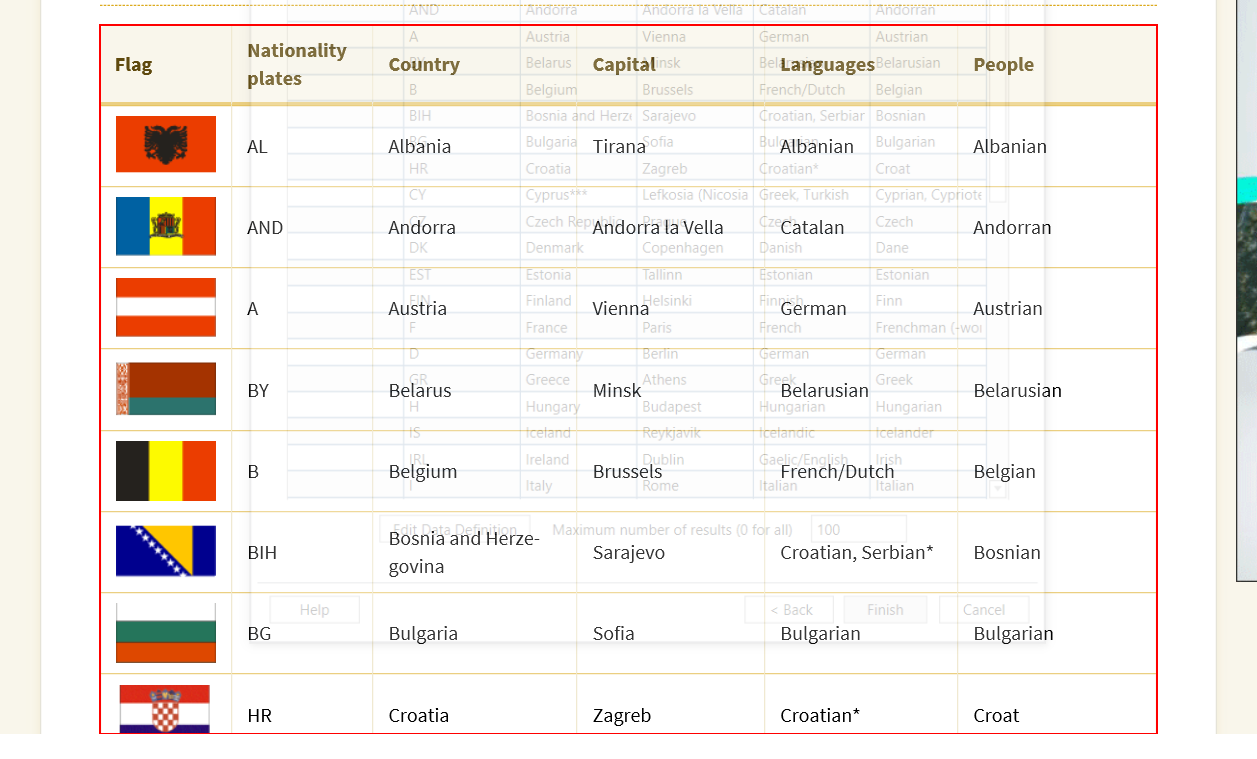 Flag Nationality plates Country Capital Languages People
AL Albania Tirana Albanian Albanian
AND Andorra Andorra la Vella Catalan Andorran
A Austria Vienna German Austrian
BY Belarus Minsk Belarusian Belarusian
B Belgium Brussels French/Dutch Belgian
BIH Bosnia and Herze-
govina Sarajevo Croatian, Serbian* Bosnian
BG Bulgaria Sofia Bulgarian Bulgarian
HR Croatia Zagreb Croatian* Croat
AND Andorra Andorra la Vella Catalan Andorran
A Austria Vienna German Austrian
Belarus Minsk Belarusian
B Belgium Brussels French/Dutch Belgian
BIH Bosnia and Herze Sarajevo Croatian, Serbian Bosnian
BG Bulgaria Sofia Bulgarian Bulgarian
HR Croatia Zagreb Croatian* Croat
CY Cyprus*** Lefkosia (Nicosia Greek, Turkish Cyprian, Cypriote
CZ Czech Republic Prague Czech Czech
DK Denmark Copenhagen Danish Dane
EST Estonia Tallinn Estonian Estonian
FIN Finland Helsinki Finnish Finn
F France Paris French Frenchman (-wo
D Germany Berlin German German
GR Greece Athens Greek Greek
H Hungary Budapest Hungarian Hungarian
IS Iceland Reykjavik Icelandic Icelander
IRL Ireland Dublin Gaelic/English Irish
I Italy Rome Italian Italian
Edit Data Definition Maximum number of results (0 for all) 100
Help < Back Finish Cancel